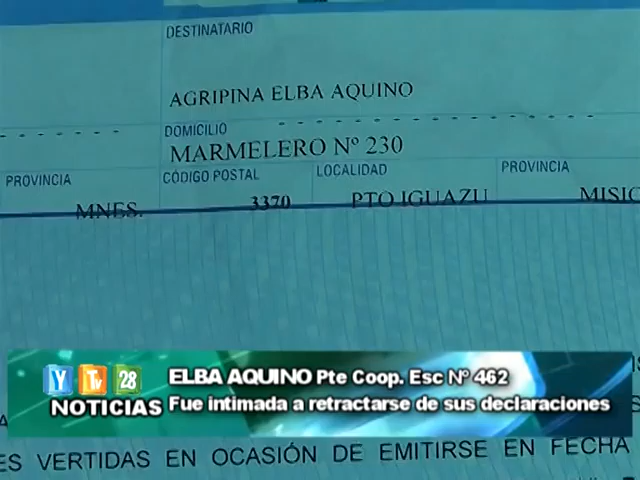 DESTINATARIO
AGRIPINA ELBA AQUINO
DOMICILIO
MARMELERO Nº 230
PROVINCIA CÓDIGO POSTAL LOCALIDAD PROVINCIA
MNES. 3370 PTO IGUAZU MISIO
Y Tv 28 ELBA AQUINO Pte Coop. Esc Nº 462
NOTICIAS Fue intimada a retractarse de sus declaraciones
ES VERTIDAS EN OCASIÓN DE EMITIRSE EN FECHA